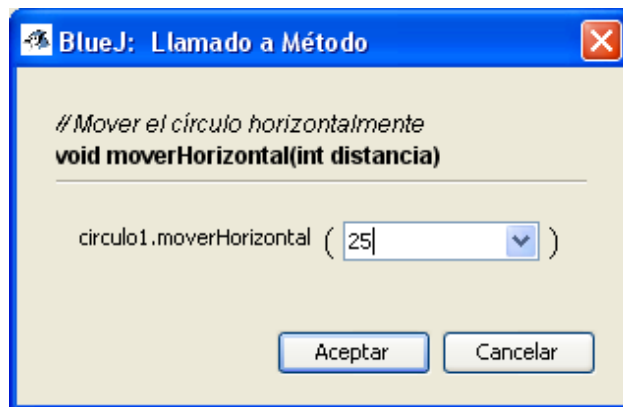 BlueJ: Llamado a Método
//Mover el círculo horizontalmente
void moverHorizontal(int distancia)
circulo1.moverHorizontal ( 25 )
Aceptar Cancelar